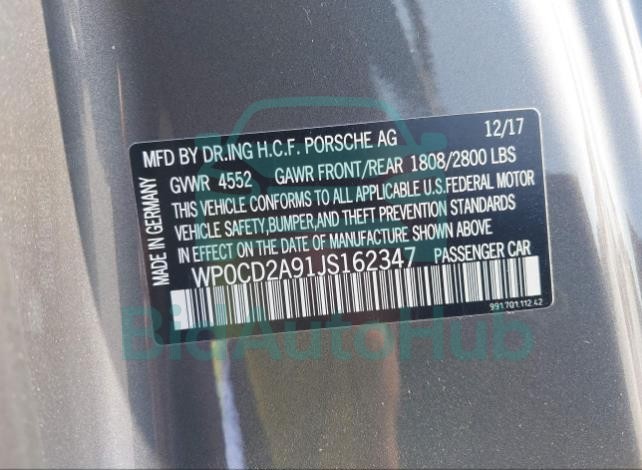 MFD BY DR.ING H.C.F. PORSCHE AG 12/17
GVWR 4552 GAWR FRONT/REAR 1808/2800 LBS
THIS VEHICLE CONFORMS TO ALL APPLICABLE U.S.FEDERAL MOTOR
VEHICLE SAFETY,BUMPER,AND THEFT PREVENTION STANDARDS
IN EFFECT ON THE DATE OF MANUFACTURE SHOWN ABOVE
WP0CD2A91JS162347 PASSENGER CAR
991.701.112.42
MADE IN GERMANY
BidAutoHub